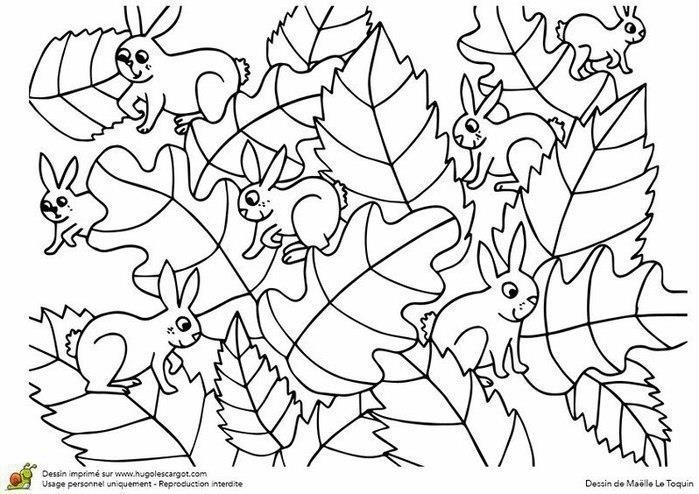 Dessin imprimé sur www.hugolescargot.com
Usage personnel uniquement - Reproduction interdite
Dessin de Maëlle Le Toquin